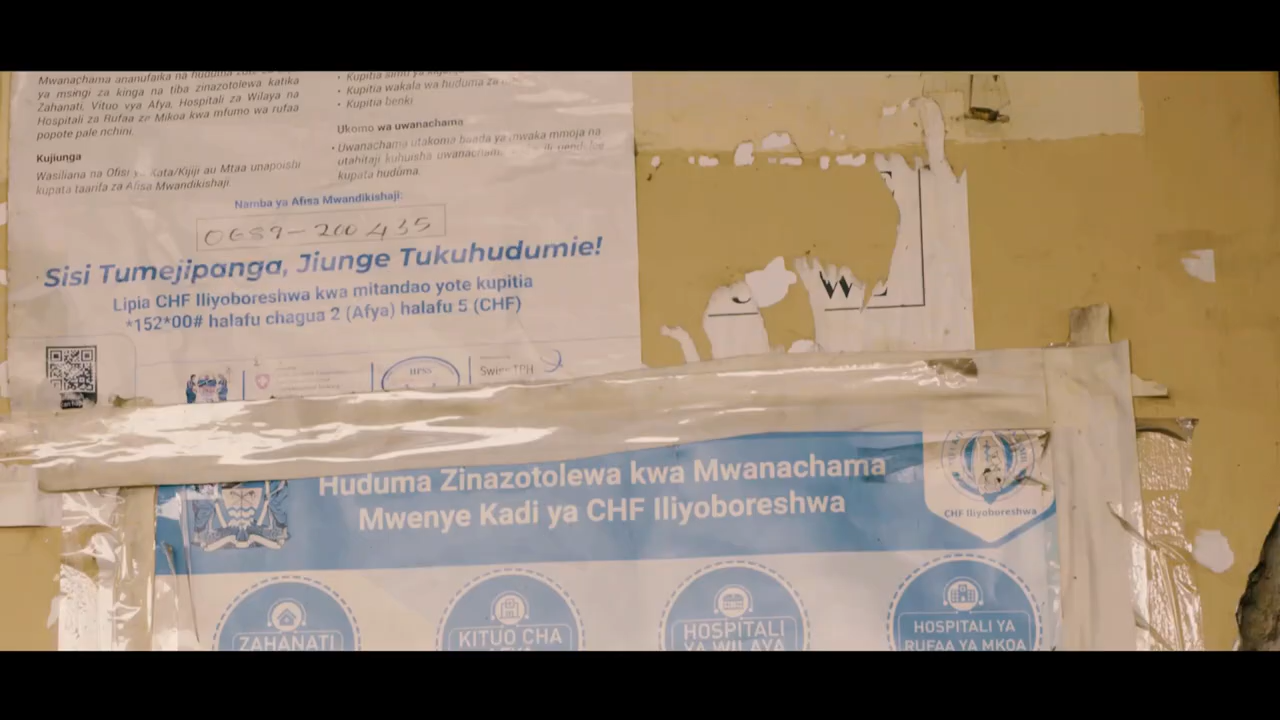 Mwanachama ananufaika na huduma
ya msingi za kinga na tiba zinazotolewa katika
Zahanati, Vituo vya Afya, Hospitali za Wilaya na
Hospitali za Rufaa ze Mikoa kwa mfumo wa rufaa
popote pale nchini.
Kujiunga
Wasiliana na Ofisi ya Kata/Kijiji au Mtaa unapoishi
kupata taarifa za Afisa Mwandikishaji
• Kupitia simu ya
• Kupitia wakala wa huduma za
• Kupitia benki
Ukomo wa uwanachama
• Uwanachama utakoma baada ya mwaka mmoja na
utahitaji kuhuisha uwanachama
kupata huduma.
Namba ya Afisa Mwandikishaji:
0689-200435
Sisi Tumejipanga, Jiunge Tukuhudumie!
Lipia CHF Iliyoboreshwa kwa mitandao yote kupitia
*152*00# halafu chagua 2 (Afya) halafu 5 (CHF)
HPSS
Swiss TPH
W
Huduma Zinazotolewa kwa Mwanachama
Mwenye Kadi ya CHF Iliyoboreshwa
CHF Iliyoboreshwa
ZAHANATI
KITUO CHA
HOSPITALI
YA WILAYA
HOSPITALI YA
RUFAA YA MKOA